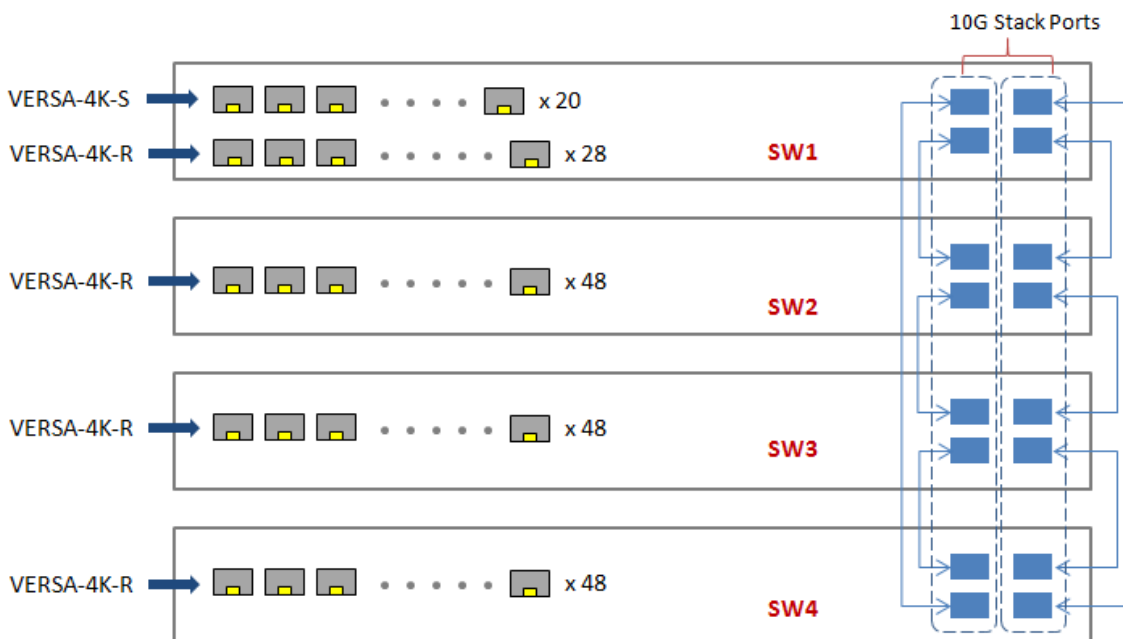 10G Stack Ports
VERSA-4K-S
x 20
VERSA-4K-R
x 28
SW1
VERSA-4K-R
x 48
SW2
VERSA-4K-R
x 48
SW3
VERSA-4K-R
x 48
SW4